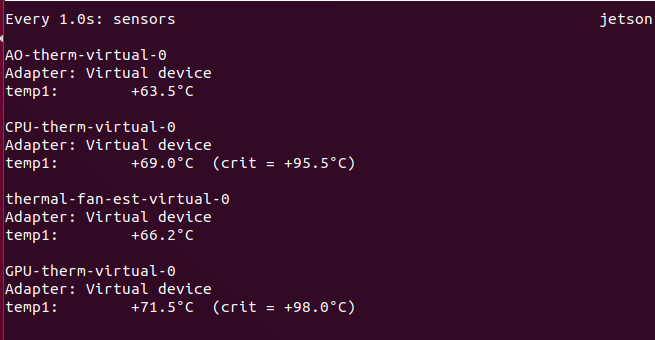 Every 1.0s: sensors jetson
AO-therm-virtual-0
Adapter: Virtual device
temp1: +63.5°C
CPU-therm-virtual-0
Adapter: Virtual device
temp1: +69.0°C (crit = +95.5°C)
thermal-fan-est-virtual-0
Adapter: Virtual device
temp1: +66.2°C
GPU-therm-virtual-0
Adapter: Virtual device
temp1: +71.5°C (crit = +98.0°C)